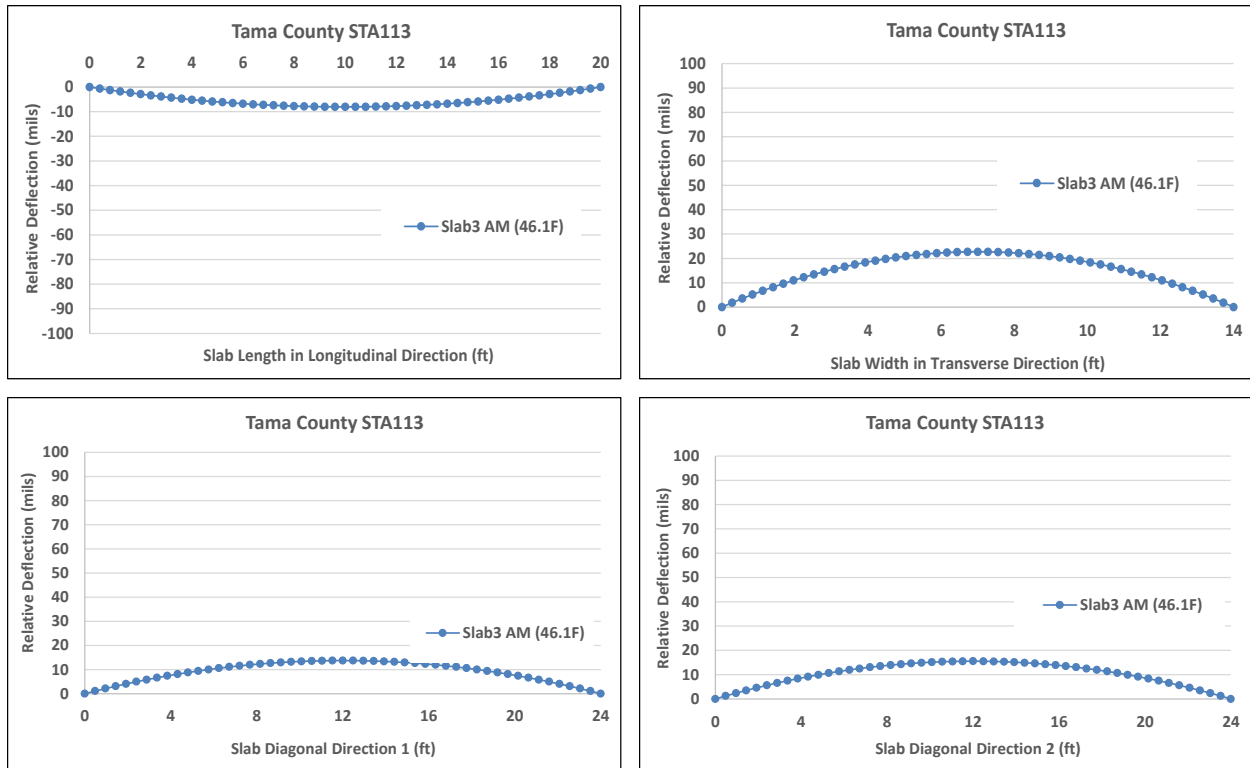 Tama County STA113
0 2 4 6 8 10 12 14 16 18 20
0
-10
-20
-30
-40
-50
-60
-70
-80
-90
-100
Relative Deflection (mils)
Slab3 AM (46.1F)
Slab Length in Longitudinal Direction (ft)
Tama County STA113
100
90
80
70
60
50
40
30
20
10
0
Relative Deflection (mils)
Slab3 AM (46.1F)
0 2 4 6 8 10 12 14
Slab Width in Transverse Direction (ft)
Tama County STA113
100
90
80
70
60
50
40
30
20
10
0
Relative Deflection (mils)
Slab3 AM (46.1F)
0 4 8 12 16 20 24
Slab Diagonal Direction 1 (ft)
Tama County STA113
100
90
80
70
60
50
40
30
20
10
0
Relative Deflection (mils)
Slab3 AM (46.1F)
0 4 8 12 16 20 24
Slab Diagonal Direction 2 (ft)